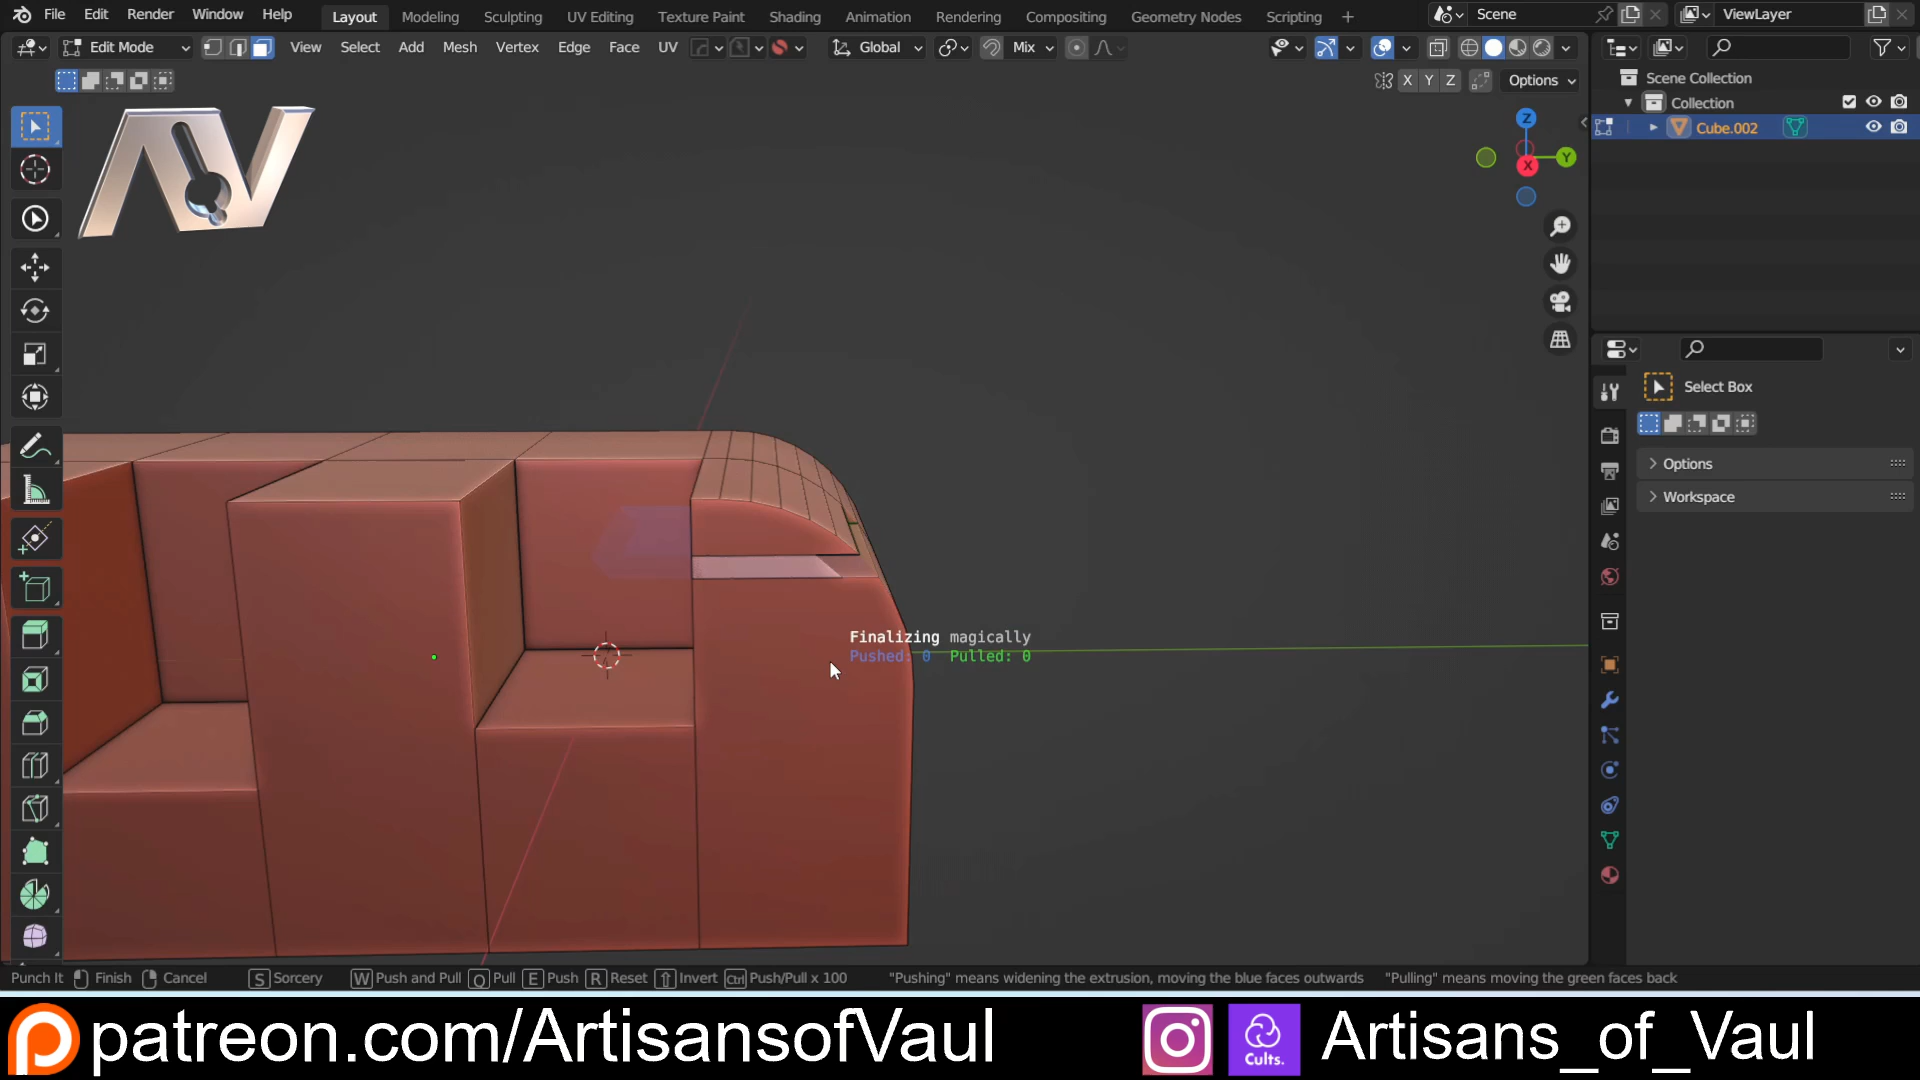 File Edit Render Window Help Layout Modeling Sculpting UV Editing Texture Paint Shading Animation Rendering Compositing Geometry Nodes Scripting + Scene ViewLayer
Edit Mode View Select Add Mesh Vertex Edge Face UV Global Mix
X Y Z Options
Scene Collection
Collection
Cube.002
Z
Y
X
Select Box
Options
Workspace
Finalizing magically
Pushed: 0 Pulled: 0
Punch It Finish Cancel S Sorcery W Push and Pull Q Pull E Push R Reset Invert Ctrl Push/Pull x 100 "Pushing" means widening the extrusion, moving the blue faces outwards "Pulling" means moving the green faces back
patreon.com/ArtisansofVaul Cults. Artisans_of_Vaul